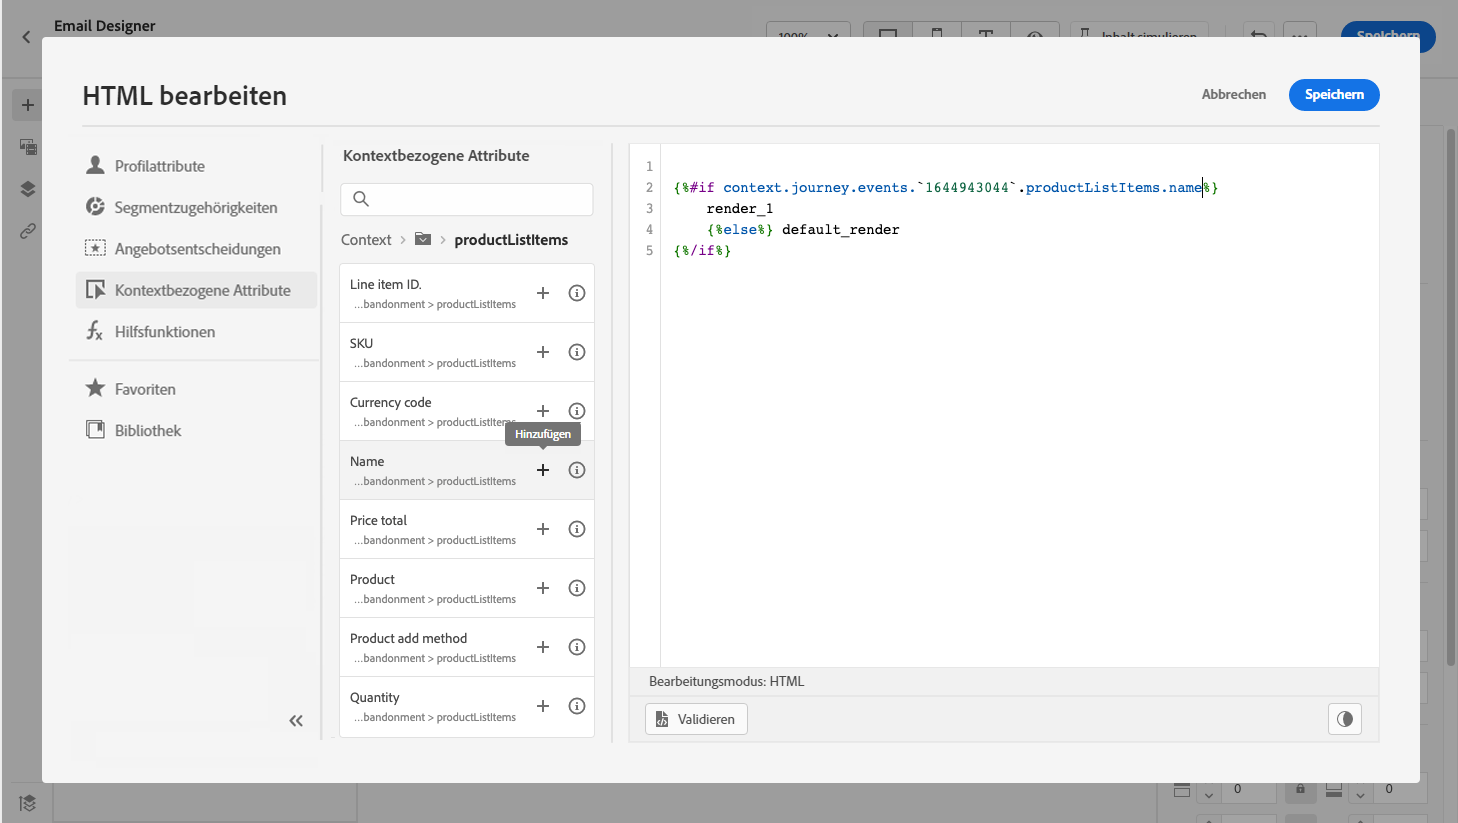 Email Designer
100%
Inhalt simulieren
Speichern
HTML bearbeiten
Abbrechen
Speichern
Profilattribute
Segmentzugehörigkeiten
Angebotsentscheidungen
Kontextbezogene Attribute
Hilfsfunktionen
Favoriten
Bibliothek
Kontextbezogene Attribute
Context > > productListItems
Line item ID.
...bandonment > productListItems
SKU
...bandonment > productListItems
Currency code
...bandonment > productListItems
Hinzufügen
Name
...bandonment > productListItems
Price total
...bandonment > productListItems
Product
...bandonment > productListItems
Product add method
...bandonment > productListItems
Quantity
...bandonment > productListItems
1
2 {%#if context.journey.events.`1644943044`.productListItems.name%}
3 render_1
4 {%else%} default_render
5 {%/if%}
Bearbeitungsmodus: HTML
Validieren
0
0